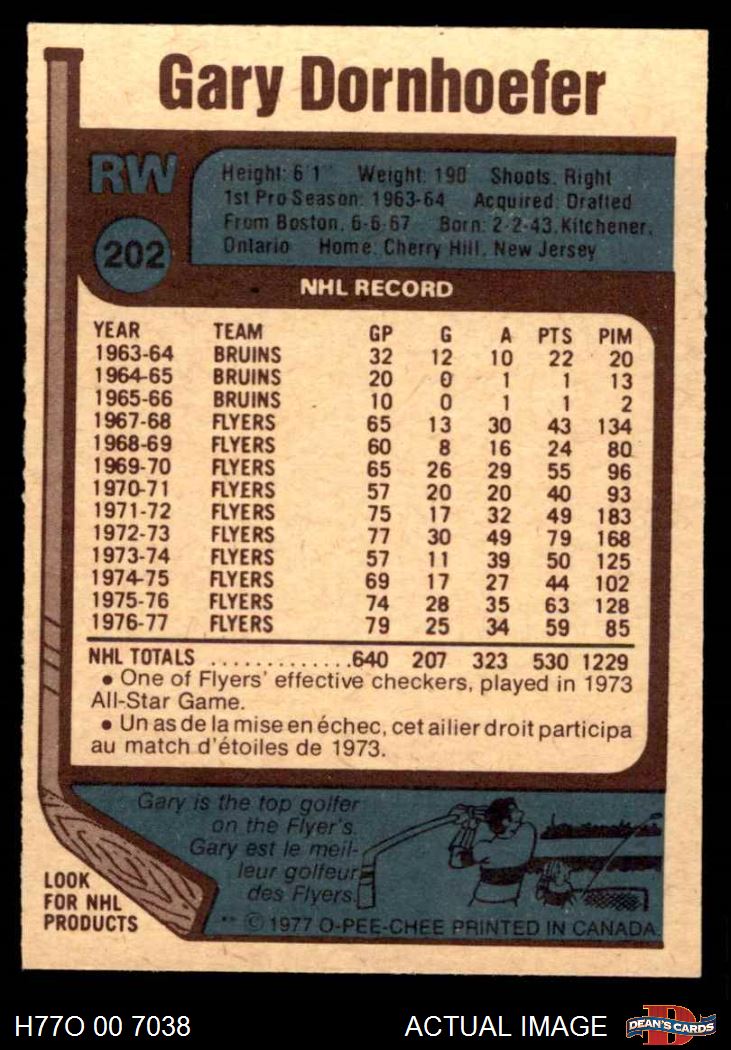 Gary Dornhoefer
RW
202
Height: 6'1" Weight: 190 Shoots: Right
1st Pro Season: 1963-64 Acquired: Drafted
From Boston, 6-6-67 Born: 2-2-43, Kitchener,
Ontario Home: Cherry Hill, New Jersey
NHL RECORD
YEAR TEAM GP G A PTS PIM
1963-64 BRUINS 32 12 10 22 20
1964-65 BRUINS 20 0 1 1 13
1965-66 BRUINS 10 0 1 1 2
1967-68 FLYERS 65 13 30 43 134
1968-69 FLYERS 60 8 16 24 80
1969-70 FLYERS 65 26 29 55 96
1970-71 FLYERS 57 20 20 40 93
1971-72 FLYERS 75 17 32 49 183
1972-73 FLYERS 77 30 49 79 168
1973-74 FLYERS 57 11 39 50 125
1974-75 FLYERS 69 17 27 44 102
1975-76 FLYERS 74 28 35 63 128
1976-77 FLYERS 79 25 34 59 85
NHL TOTALS .............640 207 323 530 1229
• One of Flyers' effective checkers, played in 1973
All-Star Game.
• Un as de la mise en échec, cet ailier droit participa
au match d'étoiles de 1973.
Gary is the top golfer
on the Flyer's.
Gary est le meil-
leur golfeur
des Flyers.
LOOK
FOR NHL
PRODUCTS
** © 1977 O-PEE-CHEE PRINTED IN CANADA
H77O 00 7038 ACTUAL IMAGE D DEAN'S CARDS